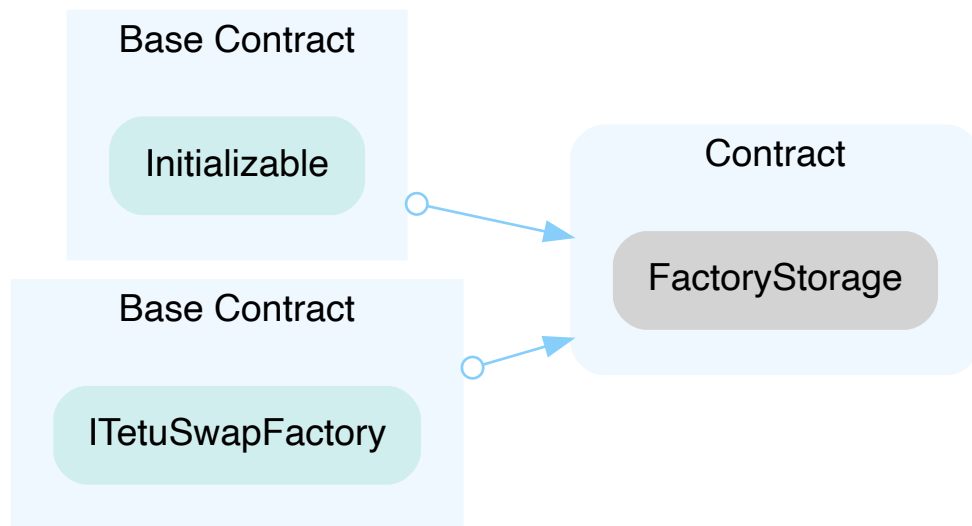 Base Contract
Initializable
Base Contract
ITetuSwapFactory
Contract
FactoryStorage